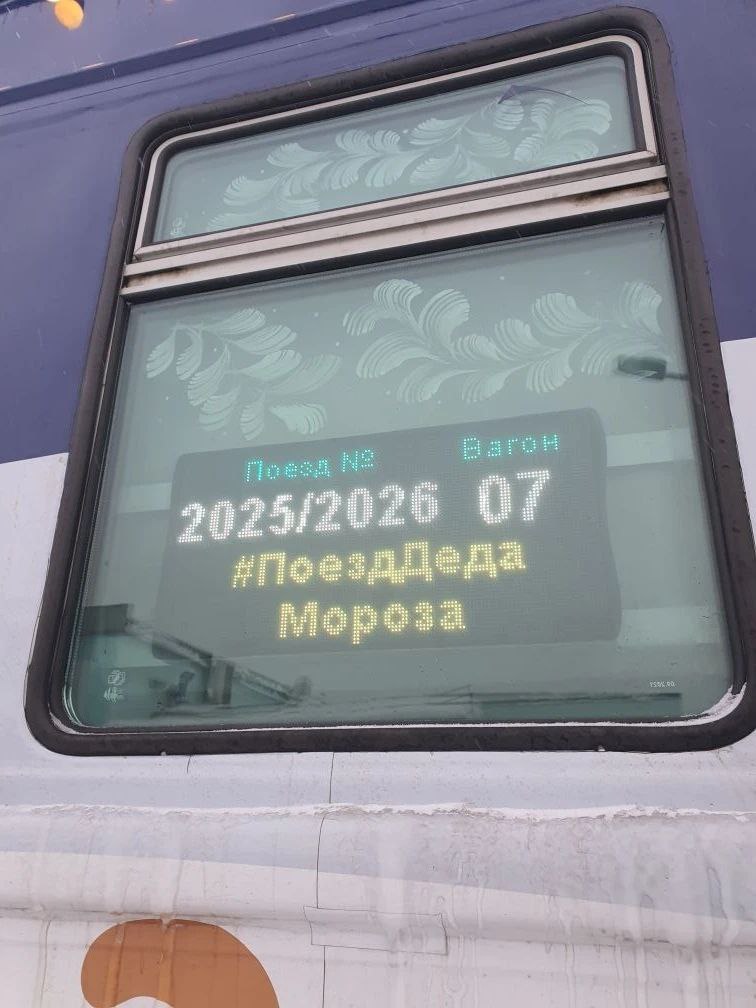 Поезд № Вагон
2025/2026 07
#ПоездДеда
Мороза